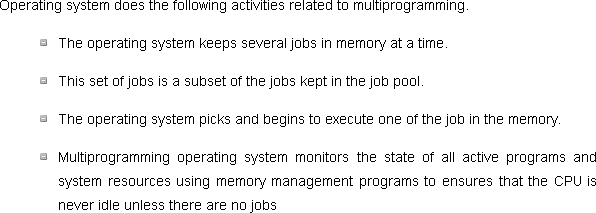 Operating system does the following activities related to multiprogramming.
The operating system keeps several jobs in memory at a time.
This set of jobs is a subset of the jobs kept in the job pool.
The operating system picks and begins to execute one of the job in the memory.
Multiprogramming operating system monitors the state of all active programs and
system resources using memory management programs to ensures that the CPU is
never idle unless there are no jobs